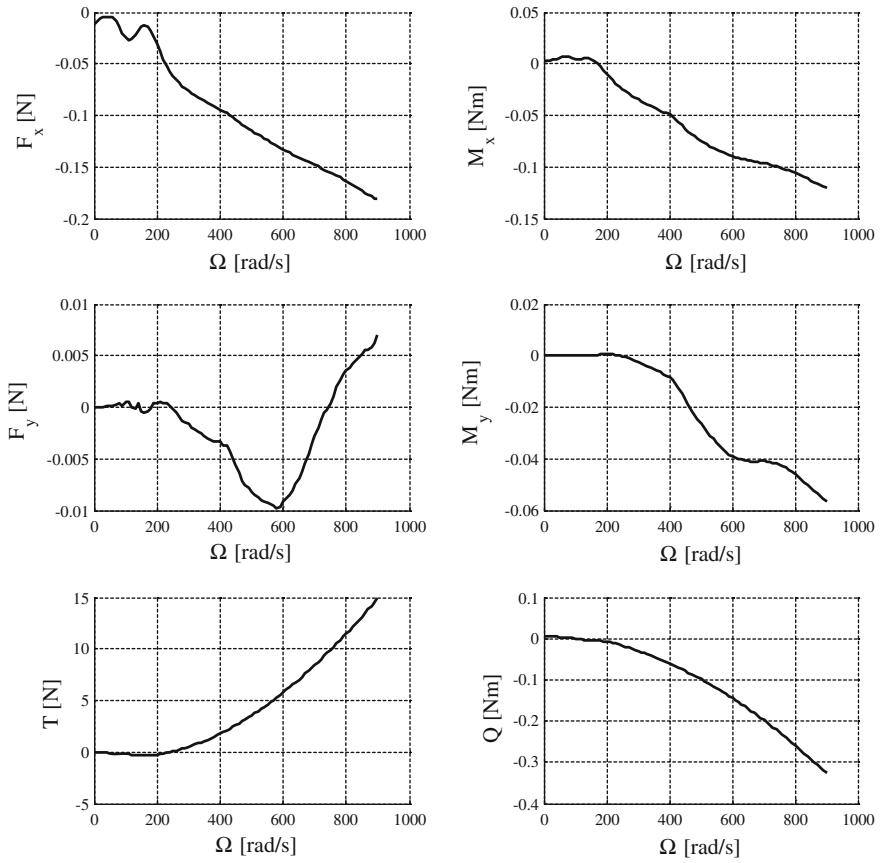 0
-0.05
-0.1
-0.15
-0.2
F_x [N]
0 200 400 600 800 1000
Ω [rad/s]
0.05
0
-0.05
-0.1
-0.15
M_x [Nm]
0 200 400 600 800 1000
Ω [rad/s]
0.01
0.005
0
-0.005
-0.01
F_y [N]
0 200 400 600 800 1000
Ω [rad/s]
0.02
0
-0.02
-0.04
-0.06
M_y [Nm]
0 200 400 600 800 1000
Ω [rad/s]
15
10
5
0
-5
T [N]
0 200 400 600 800 1000
Ω [rad/s]
0.1
0
-0.1
-0.2
-0.3
-0.4
Q [Nm]
0 200 400 600 800 1000
Ω [rad/s]